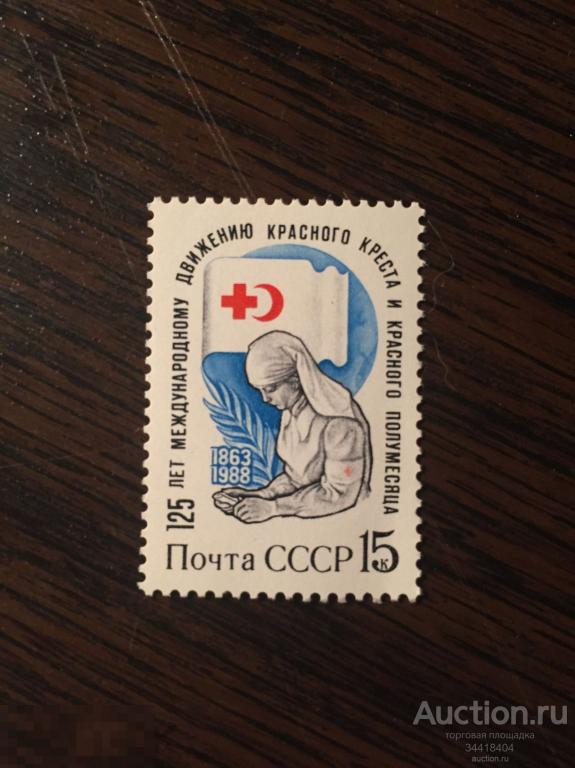 125 ЛЕТ МЕЖДУНАРОДНОМУ ДВИЖЕНИЮ КРАСНОГО КРЕСТА И КРАСНОГО ПОЛУМЕСЯЦА
1863
1988
Почта СССР 15к
Auction.ru
торговая площадка
34418404
auction.ru